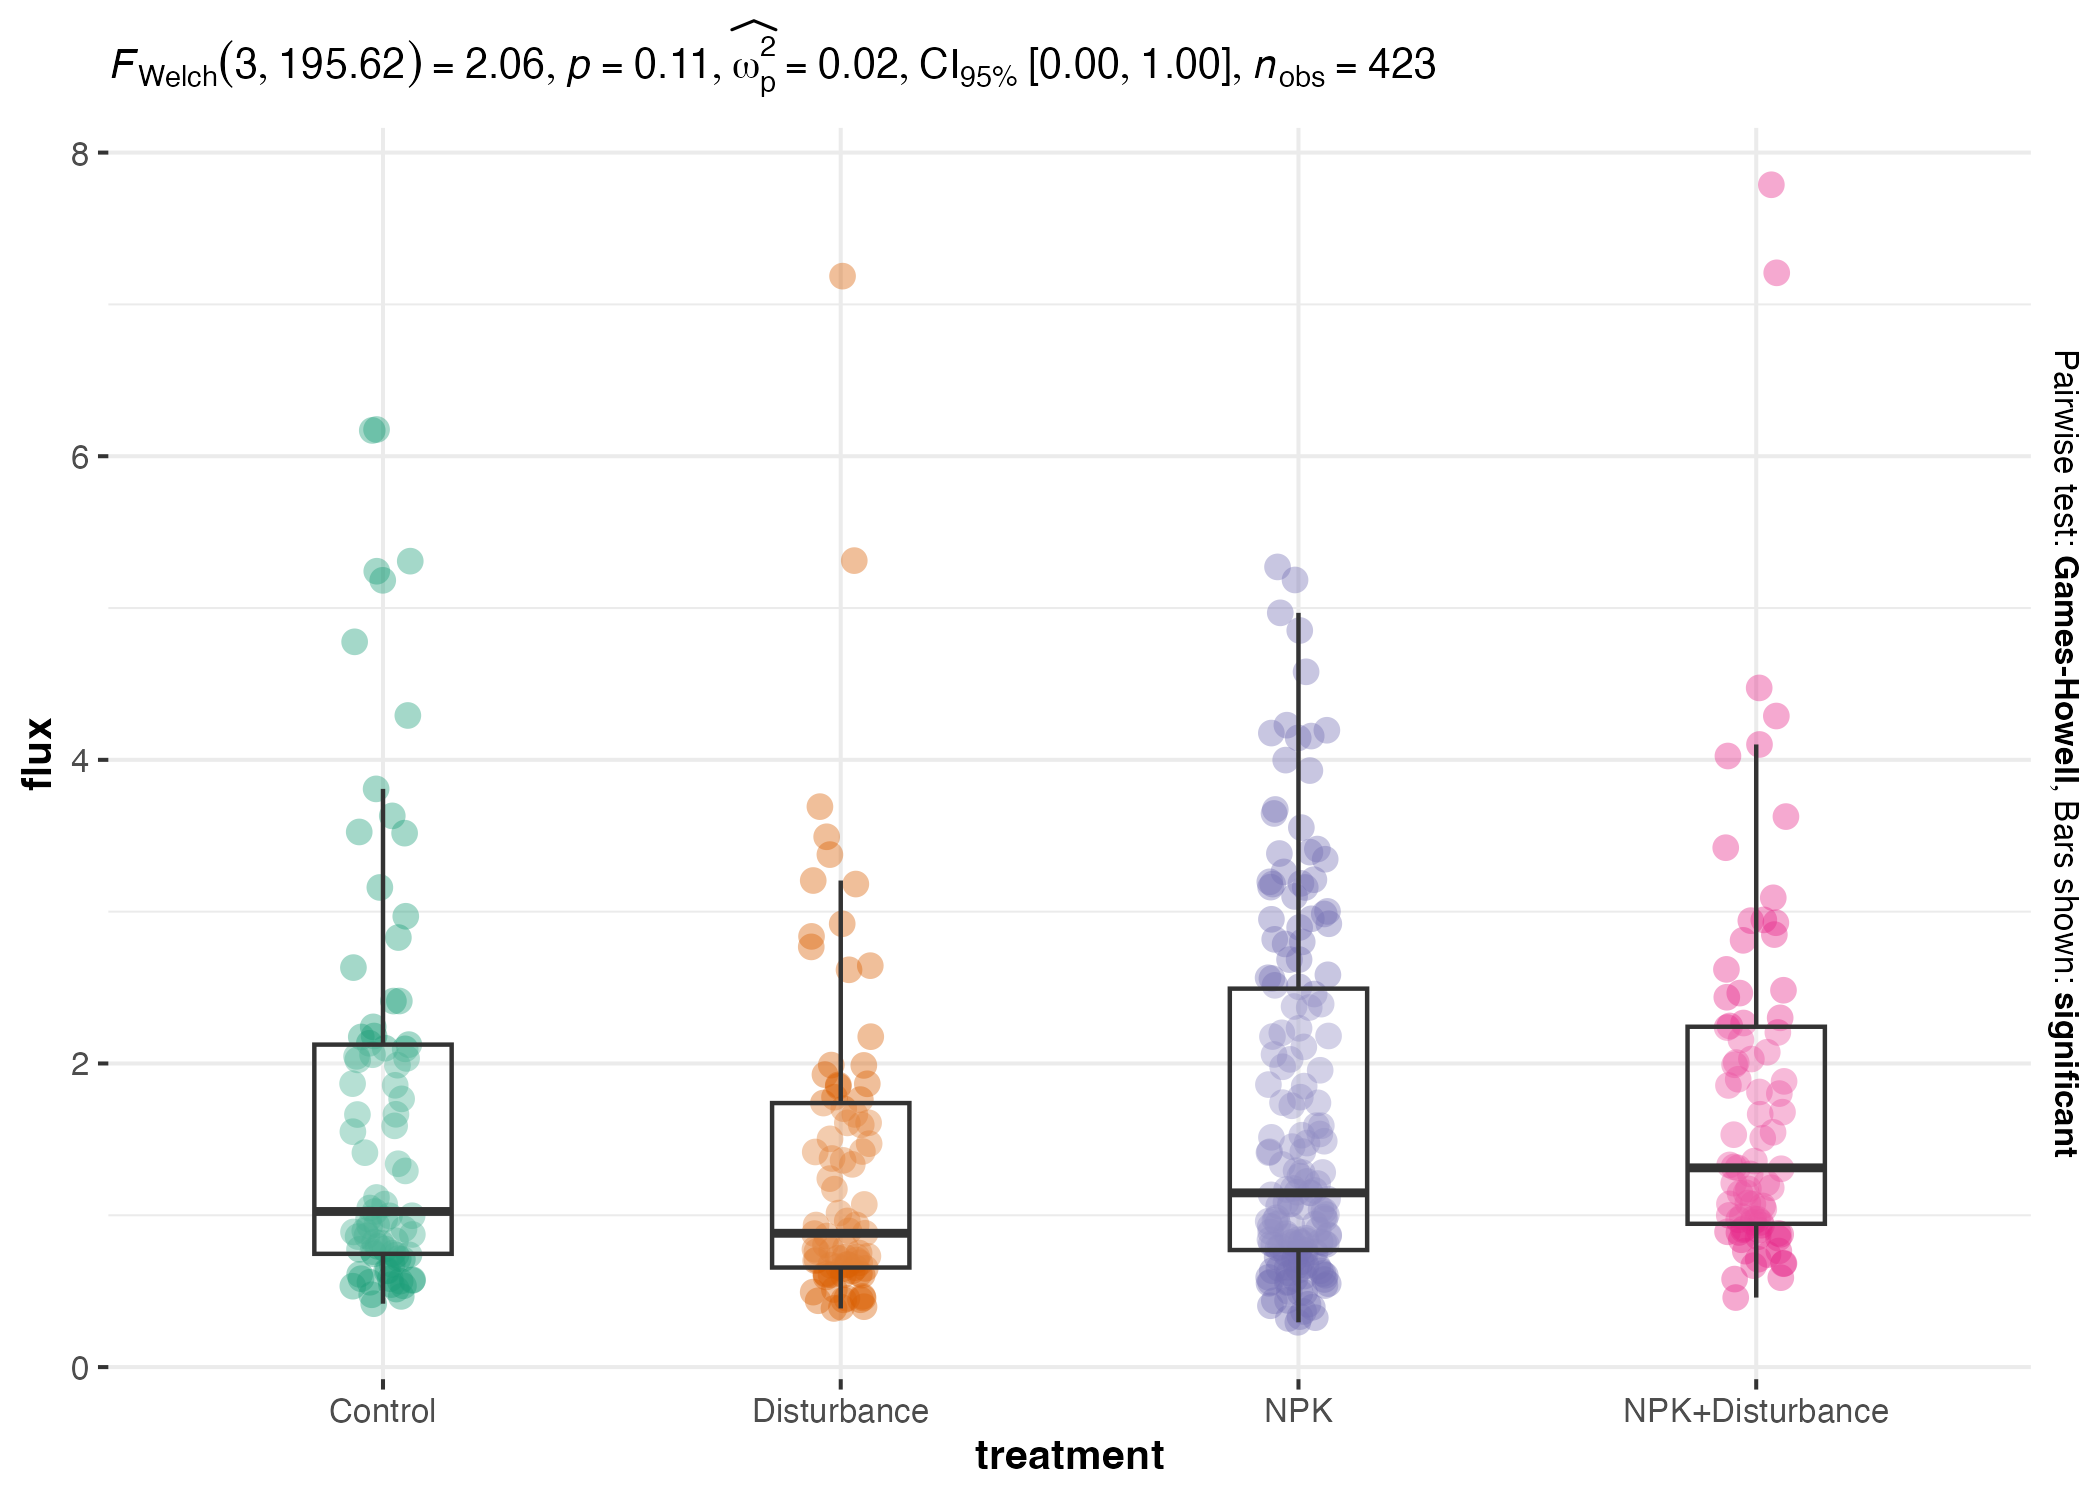 F_Welch(3, 195.62) = 2.06, p = 0.11, ω̂²_p = 0.02, CI_95% [0.00, 1.00], n_obs = 423
8
6
4
2
0
flux
Control Disturbance NPK NPK+Disturbance
treatment
Pairwise test: Games-Howell, Bars shown: significant